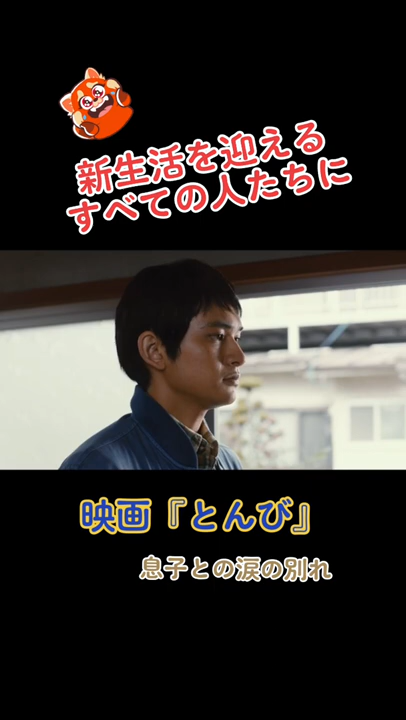 新生活を迎える
すべての人たちに
映画『とんび』
息子との涙の別れ